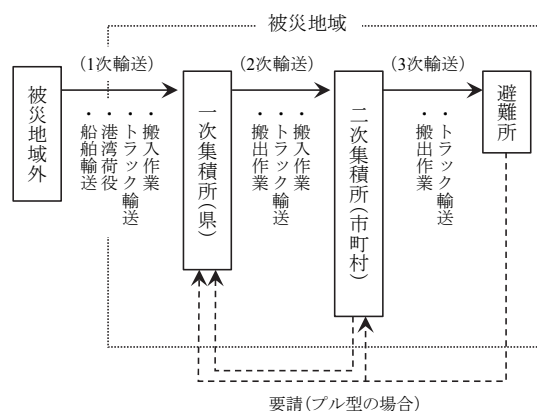 被災地域
被災地域外
(1次輸送)
・搬入作業
・トラック輸送
・港湾荷役
・船舶輸送
一次集積所(県)
(2次輸送)
・搬入作業
・トラック輸送
・搬出作業
二次集積所(市町村)
(3次輸送)
・トラック輸送
・搬出作業
避難所
要請(プル型の場合)